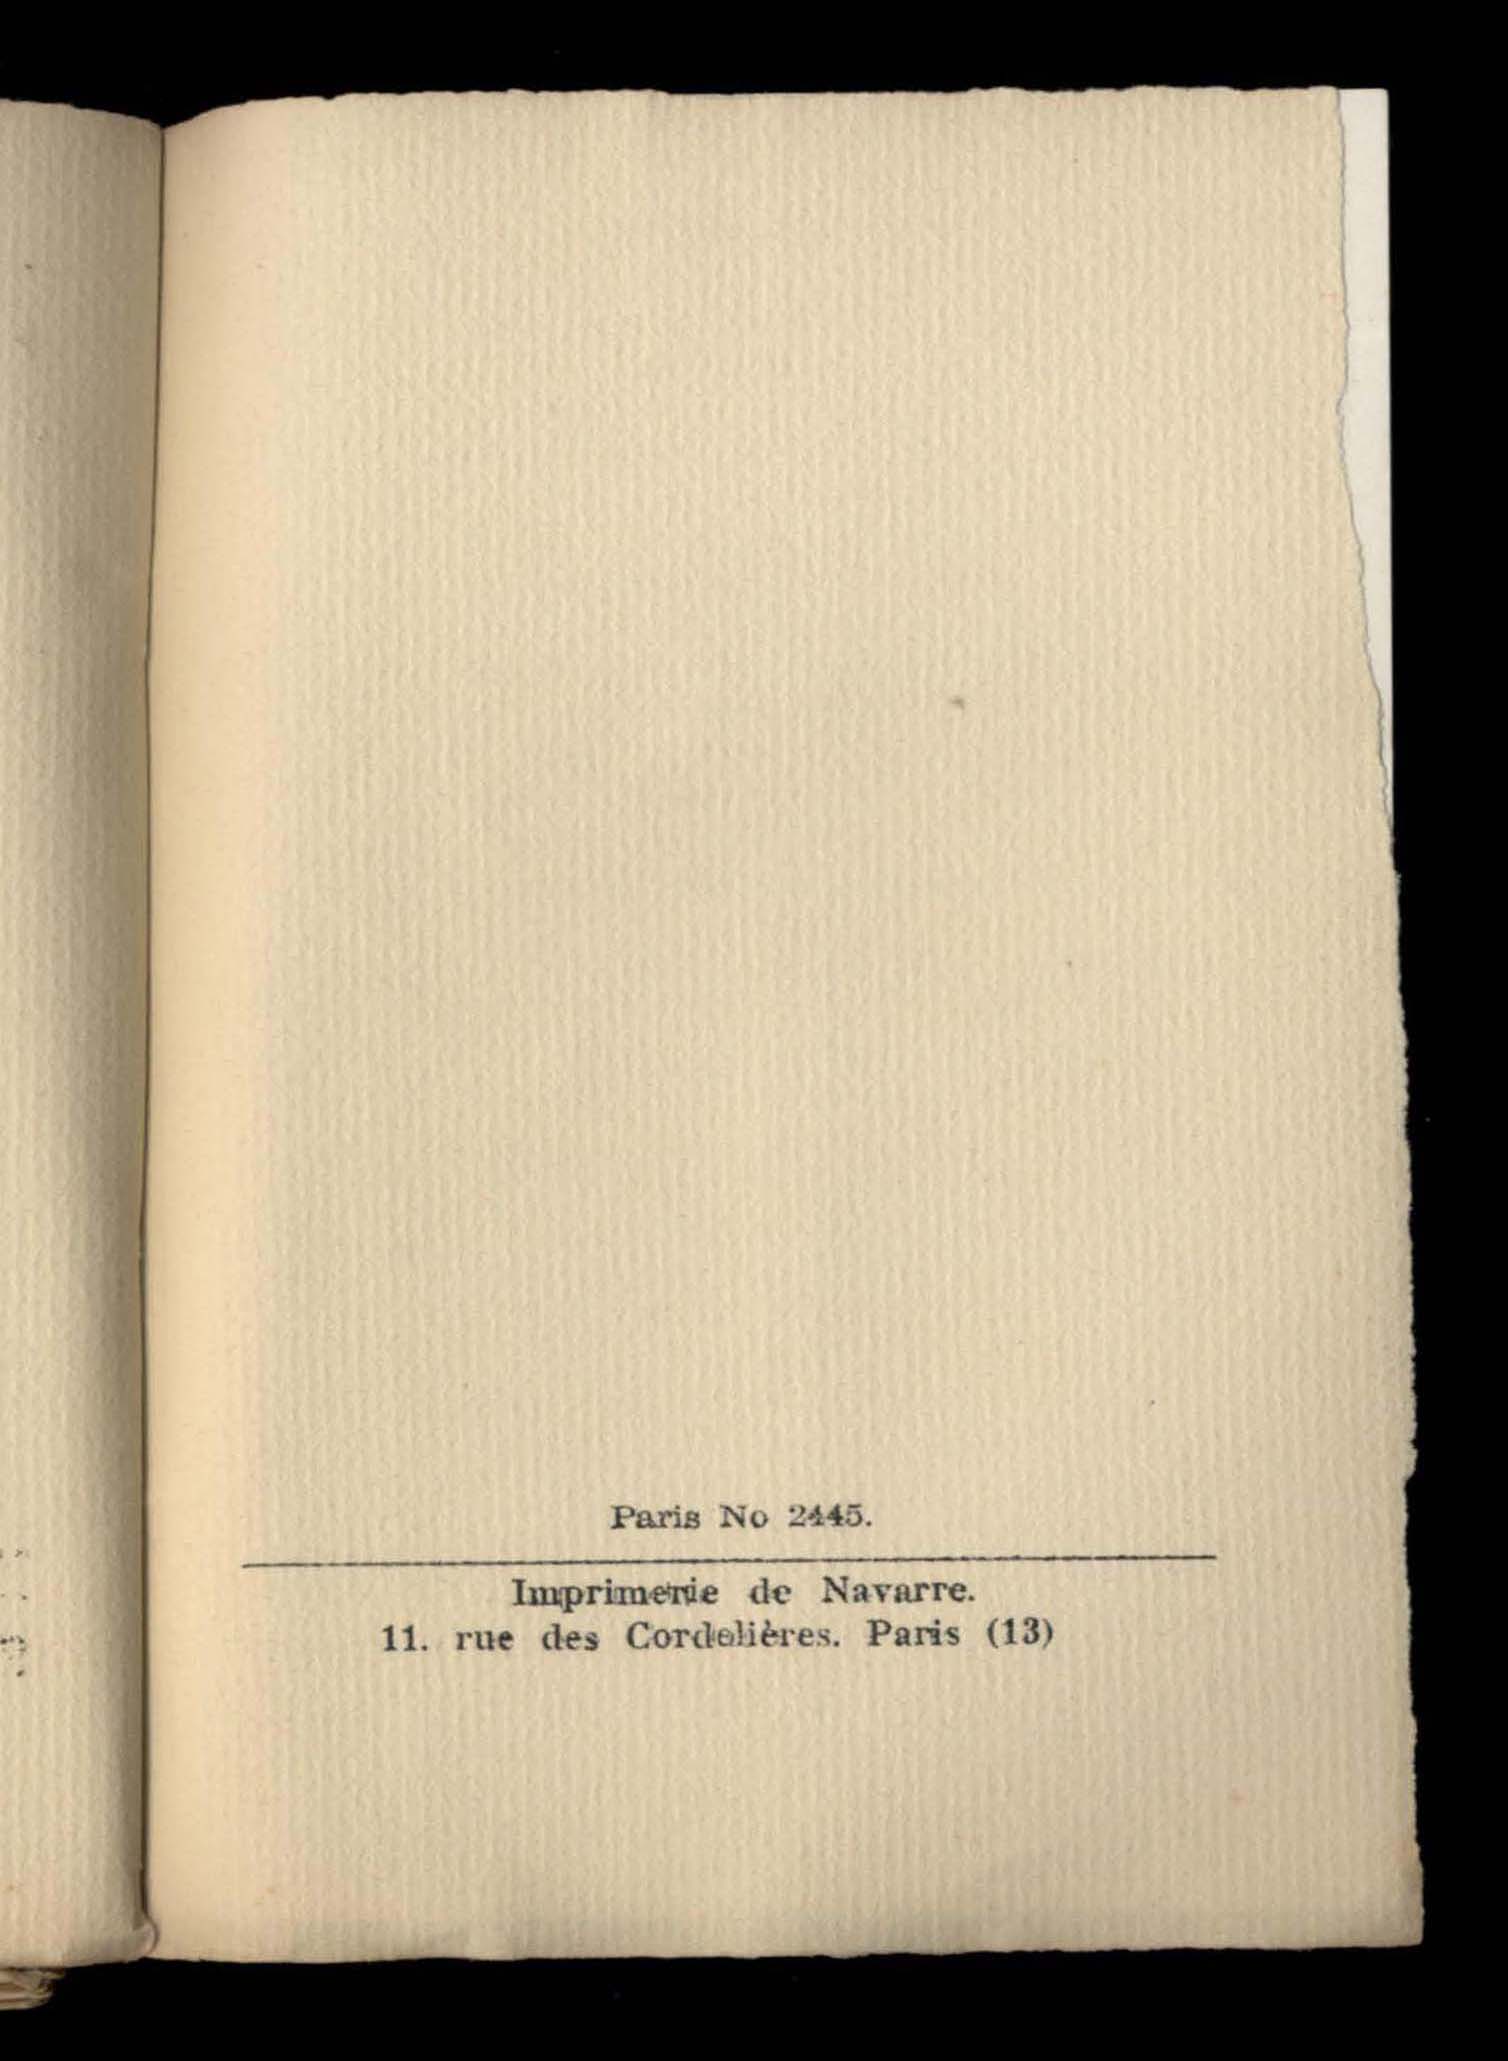 Paris No 2445.
Imprimerie de Navarre.
11. rue des Cordelières. Paris (13)